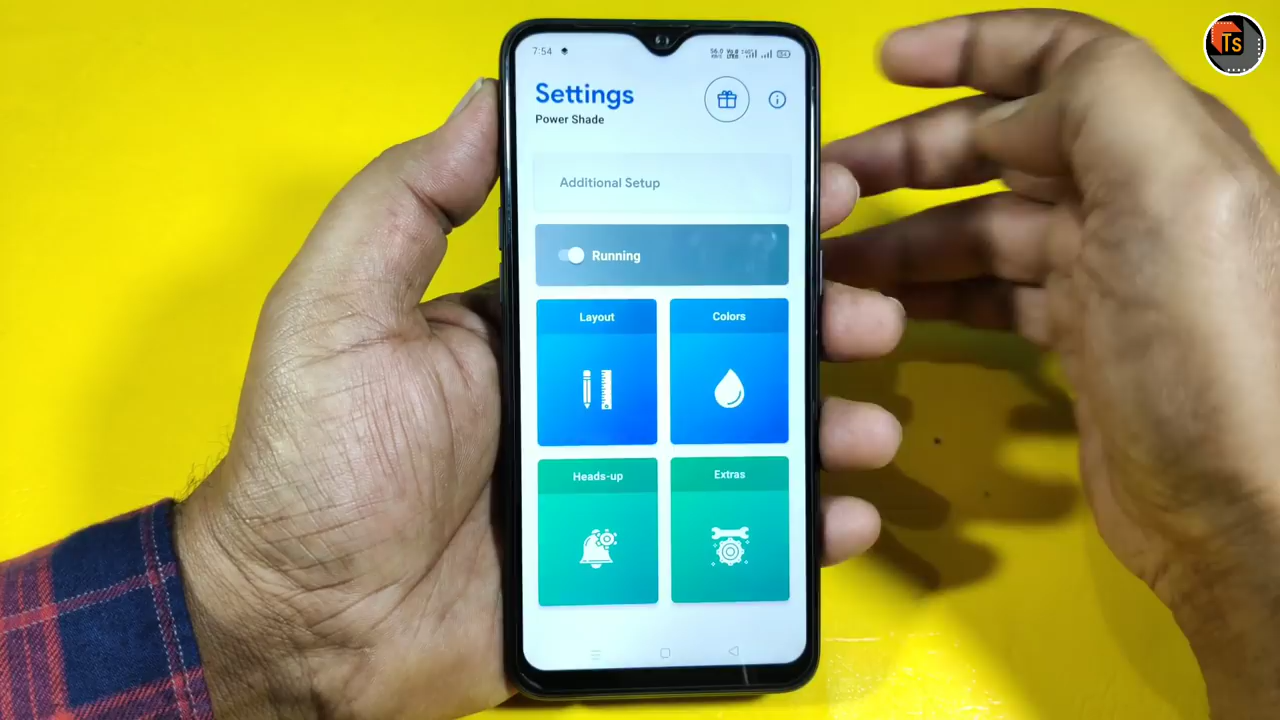 Ts
7:54
Settings
Power Shade
Additional Setup
Running
Layout
Colors
Heads-up
Extras